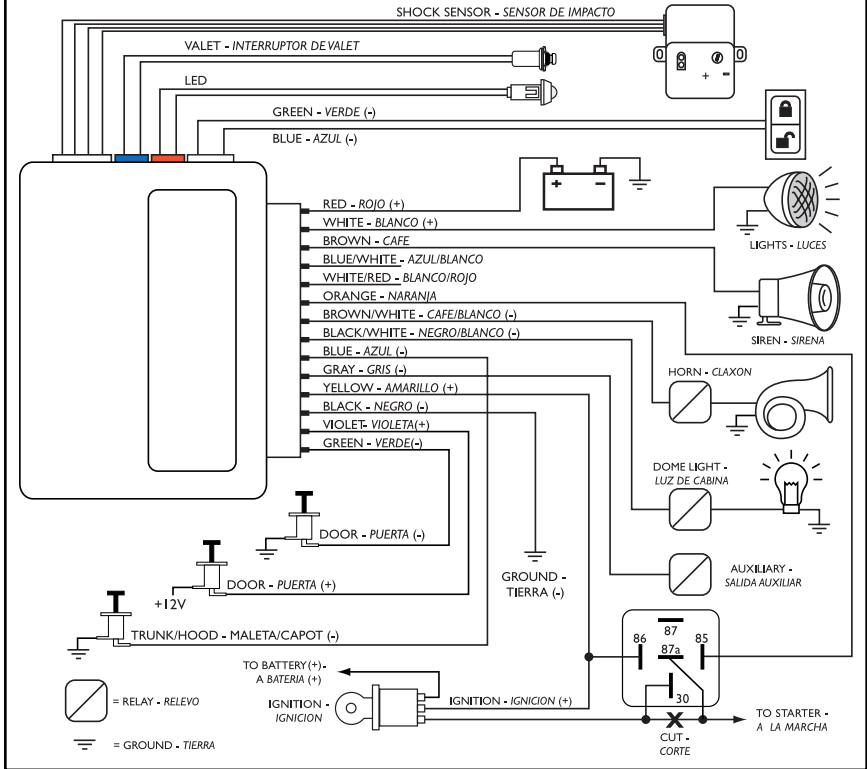 SHOCK SENSOR - SENSOR DE IMPACTO
VALET - INTERRUPTOR DE VALET
LED
GREEN - VERDE (-)
BLUE - AZUL (-)
+ -
+ -
RED - ROJO (+)
WHITE - BLANCO (+)
BROWN - CAFE
BLUE/WHITE - AZUL/BLANCO
WHITE/RED - BLANCO/ROJO
ORANGE - NARANJA
BROWN/WHITE - CAFE/BLANCO (-)
BLACK/WHITE - NEGRO/BLANCO (-)
BLUE - AZUL (-)
GRAY - GRIS (-)
YELLOW - AMARILLO (+)
BLACK - NEGRO (-)
VIOLET- VIOLETA(+)
GREEN - VERDE(-)
LIGHTS - LUCES
SIREN - SIRENA
HORN - CLAXON
DOME LIGHT -
LUZ DE CABINA
AUXILIARY -
SALIDA AUXILIAR
GROUND -
TIERRA (-)
DOOR - PUERTA (-)
DOOR - PUERTA (+)
+12V
TRUNK/HOOD - MALETA/CAPOT (-)
87
86
87a
85
30
TO BATTERY(+) -
A BATERIA (+)
IGNITION -
IGNICION
IGNITION - IGNICION (+)
TO STARTER -
A LA MARCHA
CUT -
CORTE
= RELAY - RELEVO
= GROUND - TIERRA